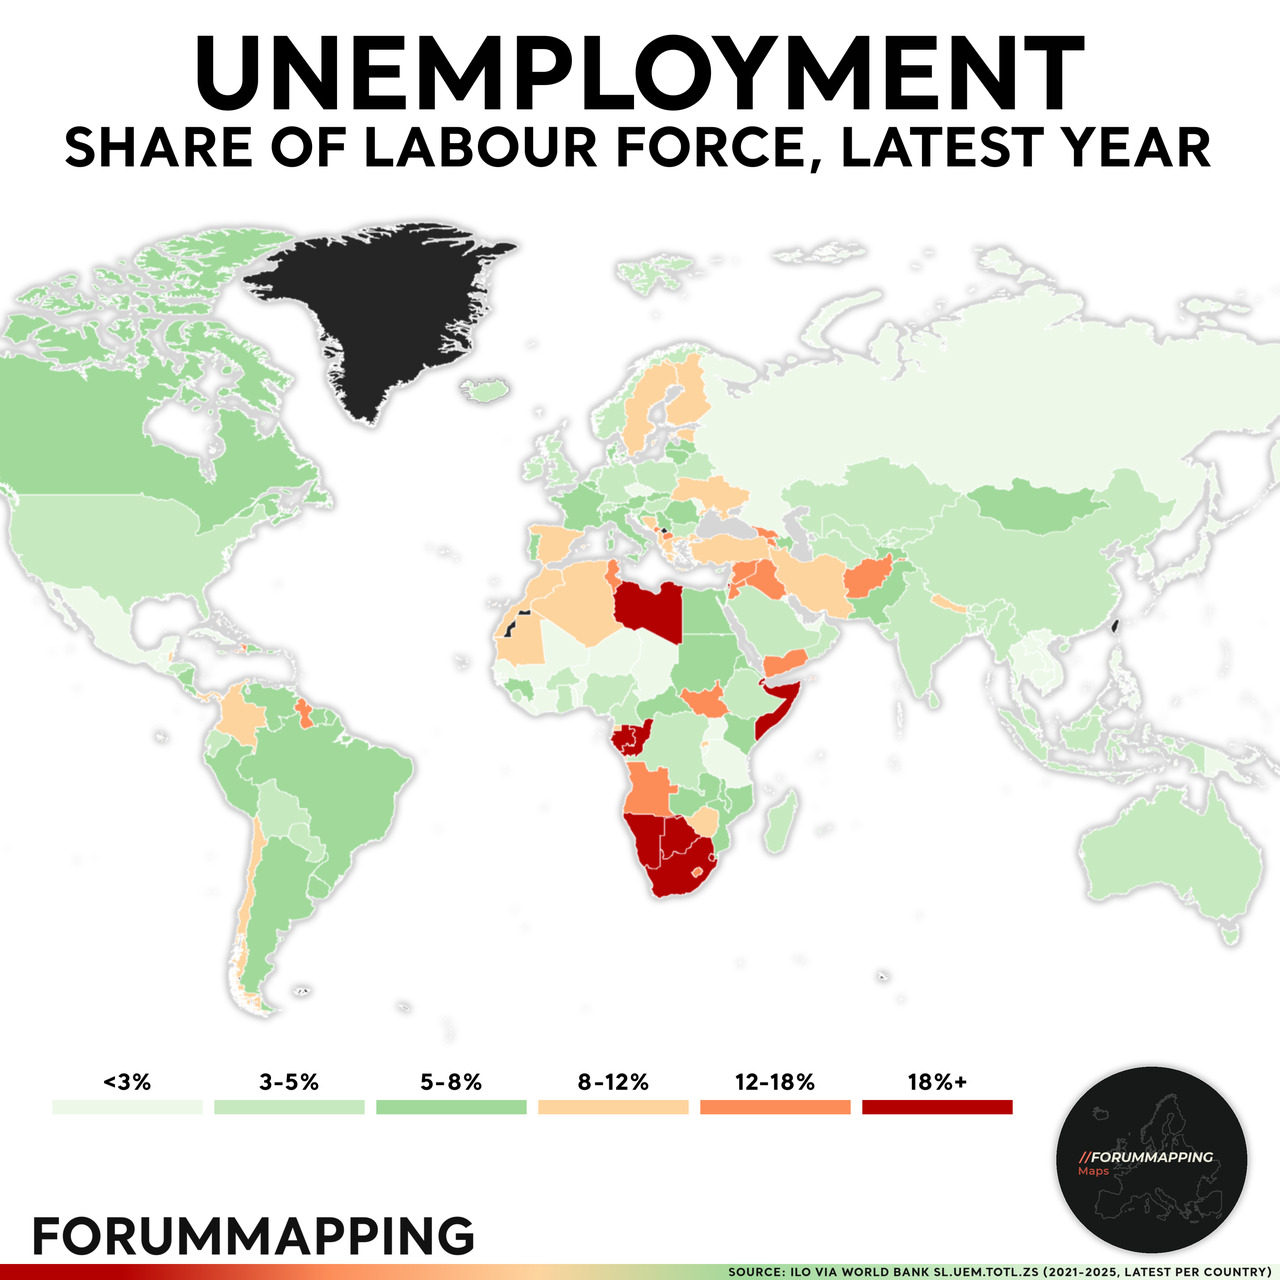 UNEMPLOYMENT
SHARE OF LABOUR FORCE, LATEST YEAR
<3%
3-5%
5-8%
8-12%
12-18%
18%+
//FORUMMAPPING
Maps
FORUMMAPPING
SOURCE: ILO VIA WORLD BANK SL.UEM.TOTL.ZS (2021-2025, LATEST PER COUNTRY)